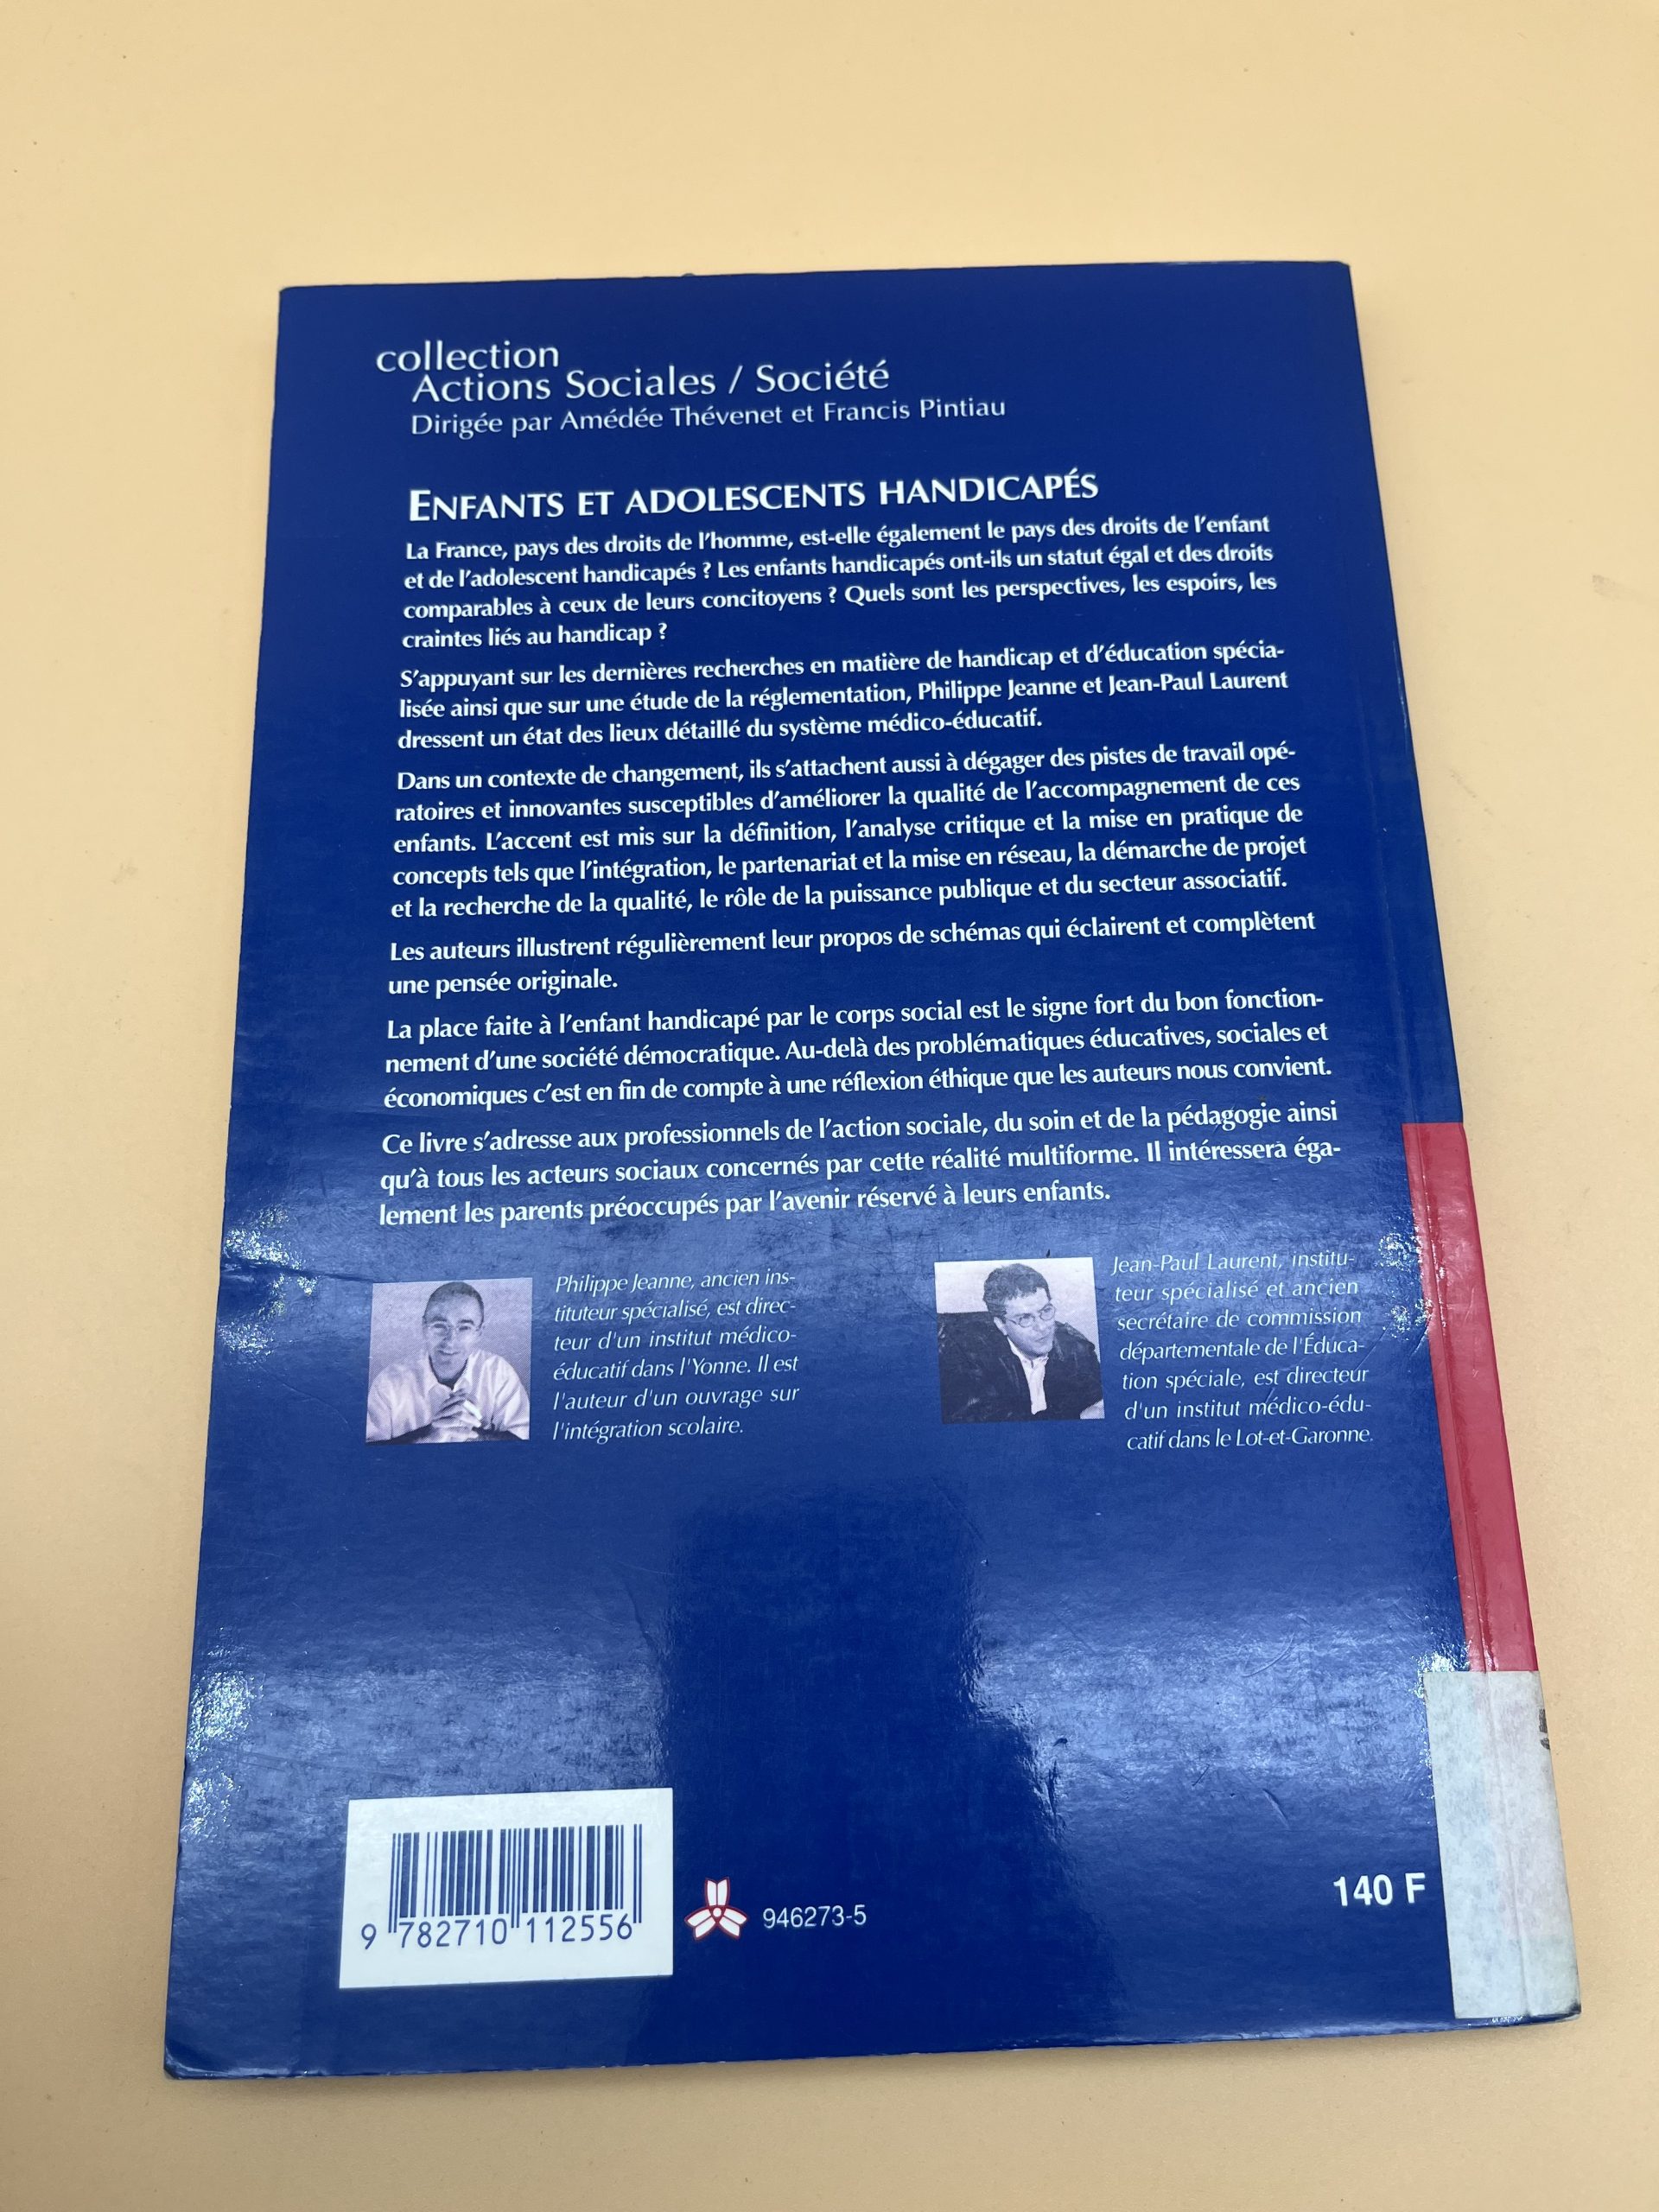 collection
Actions Sociales / Société
Dirigée par Amédée Thévenet et Francis Pintiau
ENFANTS ET ADOLESCENTS HANDICAPÉS
La France, pays des droits de l'homme, est-elle également le pays des droits de l'enfant
et de l'adolescent handicapés ? Les enfants handicapés ont-ils un statut égal et des droits
comparables à ceux de leurs concitoyens ? Quels sont les perspectives, les espoirs, les
craintes liés au handicap ?
S'appuyant sur les dernières recherches en matière de handicap et d'éducation spécia-
lisée ainsi que sur une étude de la réglementation, Philippe Jeanne et Jean-Paul Laurent
dressent un état des lieux détaillé du système médico-éducatif.
Dans un contexte de changement, ils s'attachent aussi à dégager des pistes de travail opé-
ratoires et innovantes susceptibles d'améliorer la qualité de l'accompagnement de ces
enfants. L'accent est mis sur la définition, l'analyse critique et la mise en pratique de
concepts tels que l'intégration, le partenariat et la mise en réseau, la démarche de projet
et la recherche de la qualité, le rôle de la puissance publique et du secteur associatif.
Les auteurs illustrent régulièrement leur propos de schémas qui éclairent et complètent
une pensée originale.
La place faite à l'enfant handicapé par le corps social est le signe fort du bon fonction-
nement d'une société démocratique. Au-delà des problématiques éducatives, sociales et
économiques c'est en fin de compte à une réflexion éthique que les auteurs nous convient.
Ce livre s'adresse aux professionnels de l'action sociale, du soin et de la pédagogie ainsi
qu'à tous les acteurs sociaux concernés par cette réalité multiforme. Il intéressera éga-
lement les parents préoccupés par l'avenir réservé à leurs enfants.
Philippe Jeanne, ancien ins-
tituteur spécialisé, est direc-
teur d'un institut médico-
éducatif dans l'Yonne. Il est
l'auteur d'un ouvrage sur
l'intégration scolaire.
Jean-Paul Laurent, institu-
teur spécialisé et ancien
secrétaire de commission
départementale de l'Éduca-
tion spéciale, est directeur
d'un institut médico-édu-
catif dans le Lot-et-Garonne.
9 782710 112556
946273-5
140 F